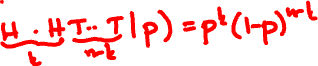 H . H T .. T | p) = p^k (1-p)^{n-k}
k n-k